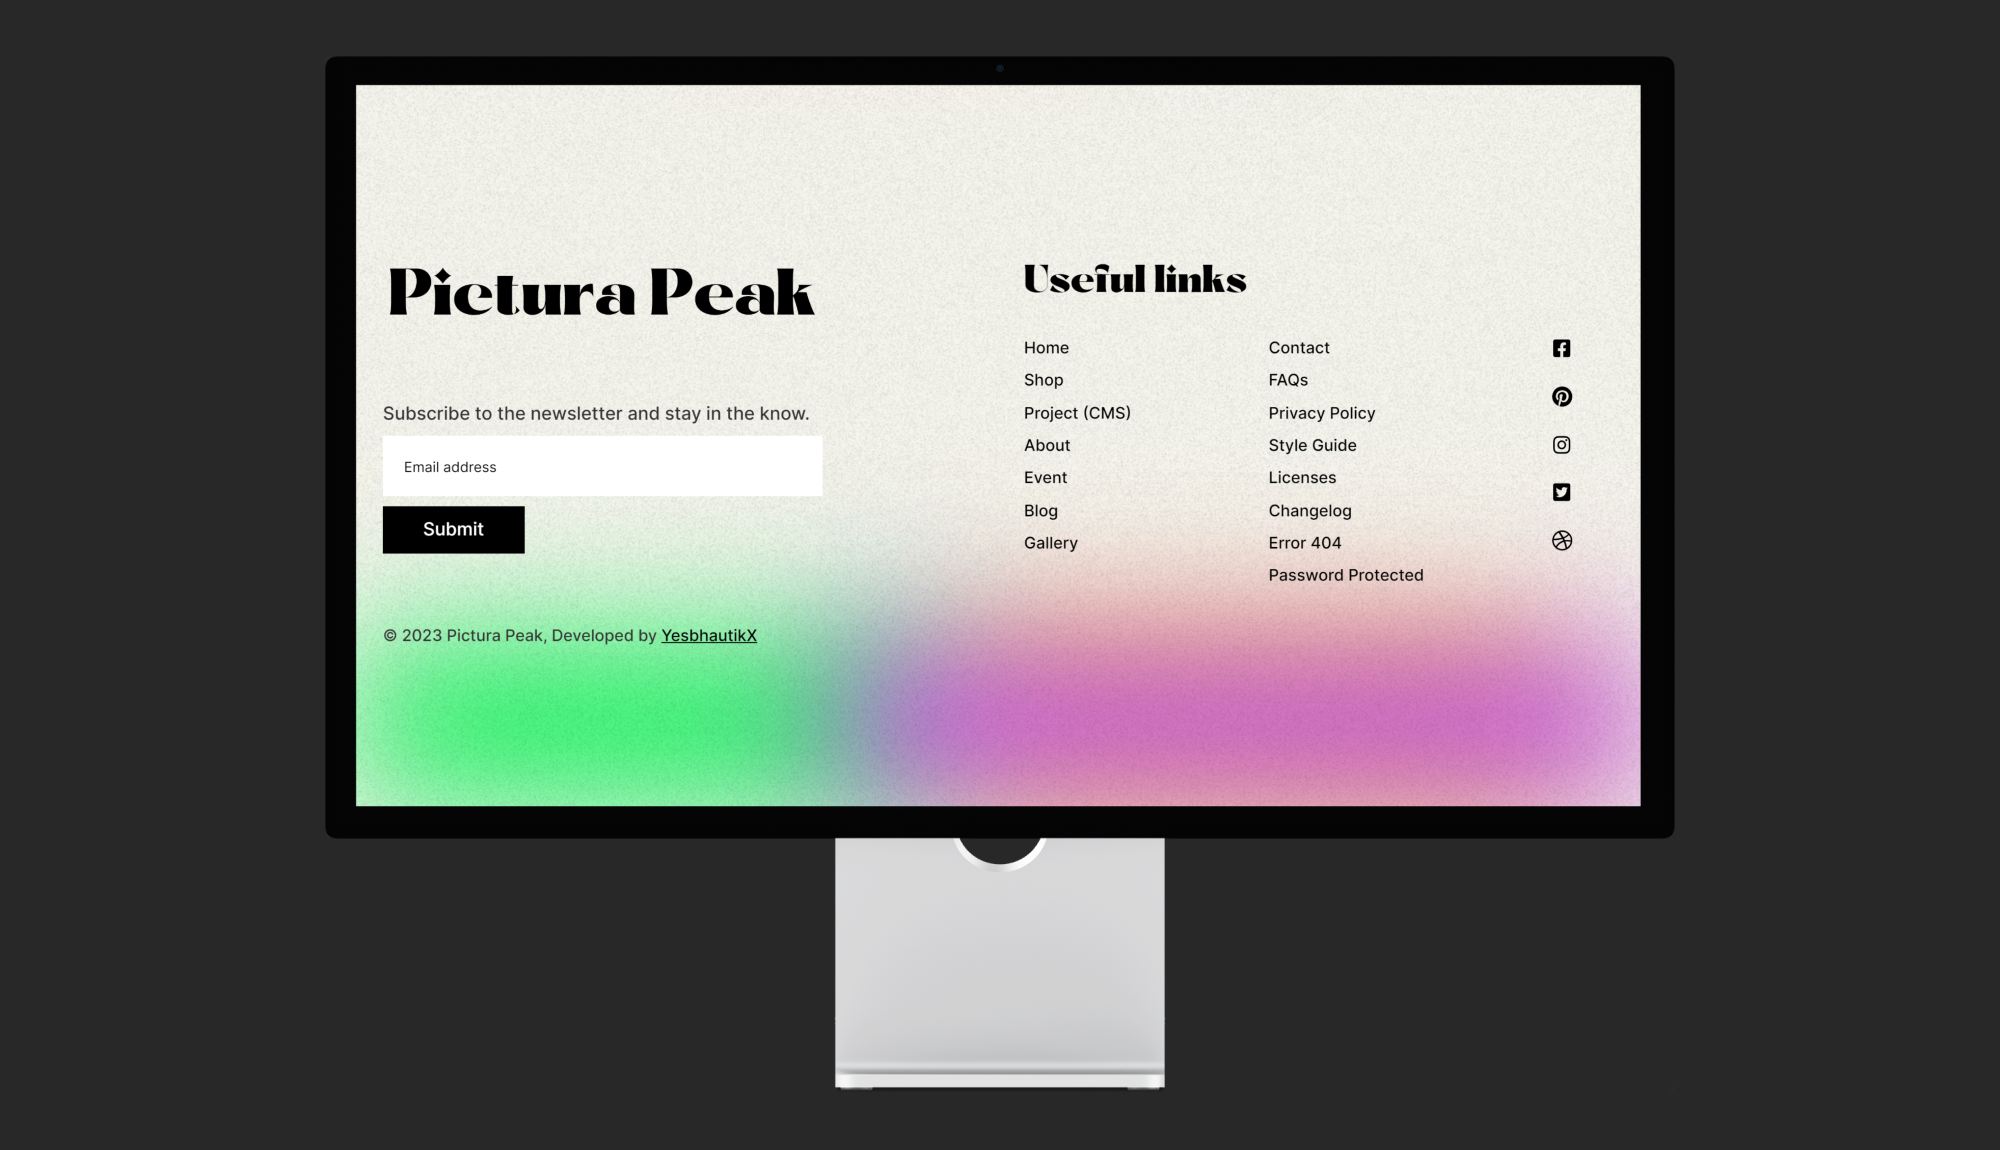 Pictura Peak
Subscribe to the newsletter and stay in the know.
Email address
Submit
© 2023 Pictura Peak, Developed by YesbhautikX
Useful links
Home
Shop
Project (CMS)
About
Event
Blog
Gallery
Contact
FAQs
Privacy Policy
Style Guide
Licenses
Changelog
Error 404
Password Protected